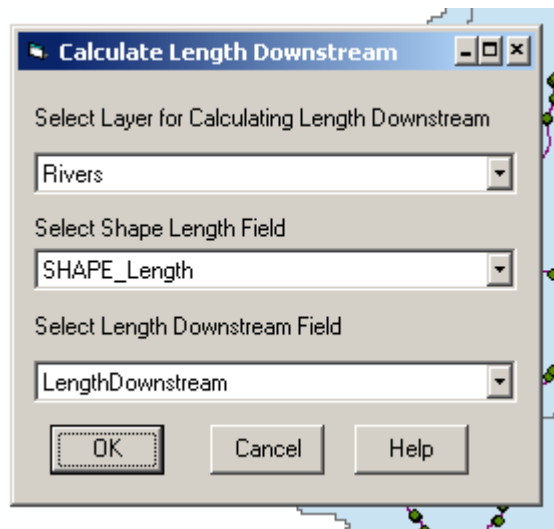 Calculate Length Downstream
Select Layer for Calculating Length Downstream
Rivers
Select Shape Length Field
SHAPE_Length
Select Length Downstream Field
LengthDownstream
OK Cancel Help